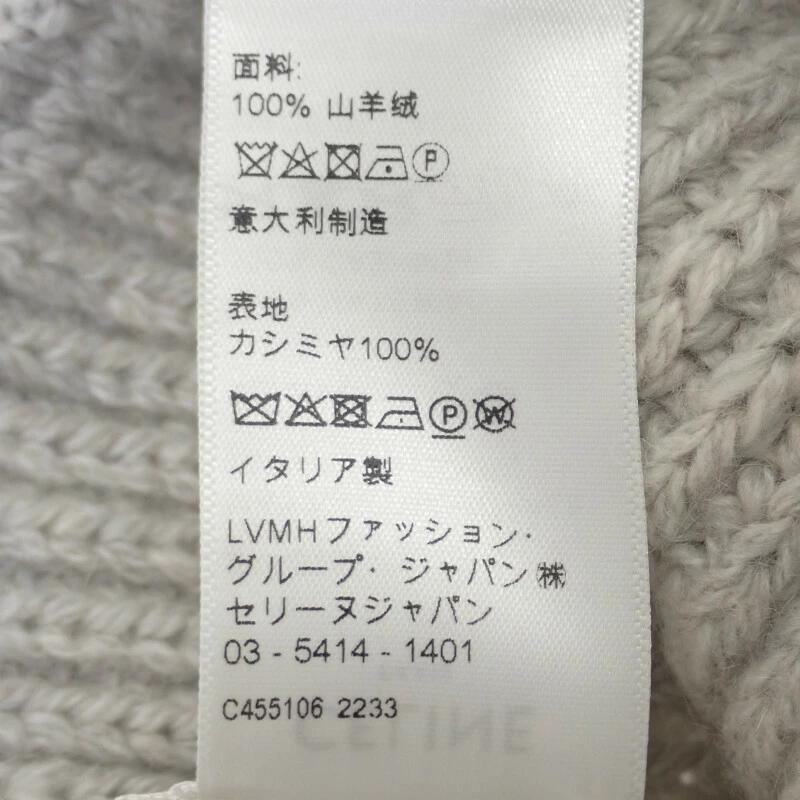 面料:
100% 山羊绒
P
意大利制造
表地
カシミヤ100%
P W
イタリア製
LVMHファッション·
グループ· ジャパン㈱
セリーヌジャパン
03 - 5414 - 1401
C455106 2233
CELINE